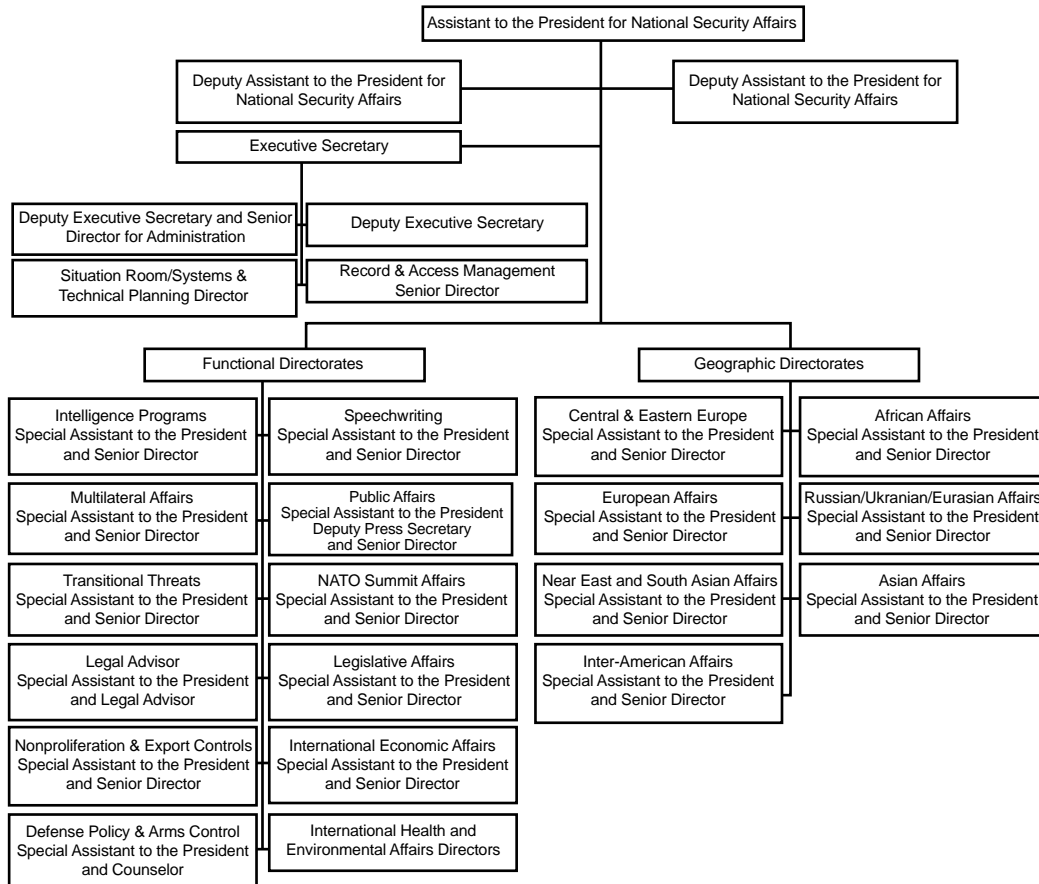 Assistant to the President for National Security Affairs
Deputy Assistant to the President for
National Security Affairs
Deputy Assistant to the President for
National Security Affairs
Executive Secretary
Deputy Executive Secretary and Senior
Director for Administration
Deputy Executive Secretary
Situation Room/Systems &
Technical Planning Director
Record & Access Management
Senior Director
Functional Directorates
Geographic Directorates
Intelligence Programs
Special Assistant to the President
and Senior Director
Speechwriting
Special Assistant to the President
and Senior Director
Central & Eastern Europe
Special Assistant to the President
and Senior Director
African Affairs
Special Assistant to the President
and Senior Director
Multilateral Affairs
Special Assistant to the President
and Senior Director
Public Affairs
Special Assistant to the President
Deputy Press Secretary
and Senior Director
European Affairs
Special Assistant to the President
and Senior Director
Russian/Ukranian/Eurasian Affairs
Special Assistant to the President
and Senior Director
Transitional Threats
Special Assistant to the President
and Senior Director
NATO Summit Affairs
Special Assistant to the President
and Senior Director
Near East and South Asian Affairs
Special Assistant to the President
and Senior Director
Asian Affairs
Special Assistant to the President
and Senior Director
Legal Advisor
Special Assistant to the President
and Legal Advisor
Legislative Affairs
Special Assistant to the President
and Senior Director
Inter-American Affairs
Special Assistant to the President
and Senior Director
Nonproliferation & Export Controls
Special Assistant to the President
and Senior Director
International Economic Affairs
Special Assistant to the President
and Senior Director
Defense Policy & Arms Control
Special Assistant to the President
and Counselor
International Health and
Environmental Affairs Directors